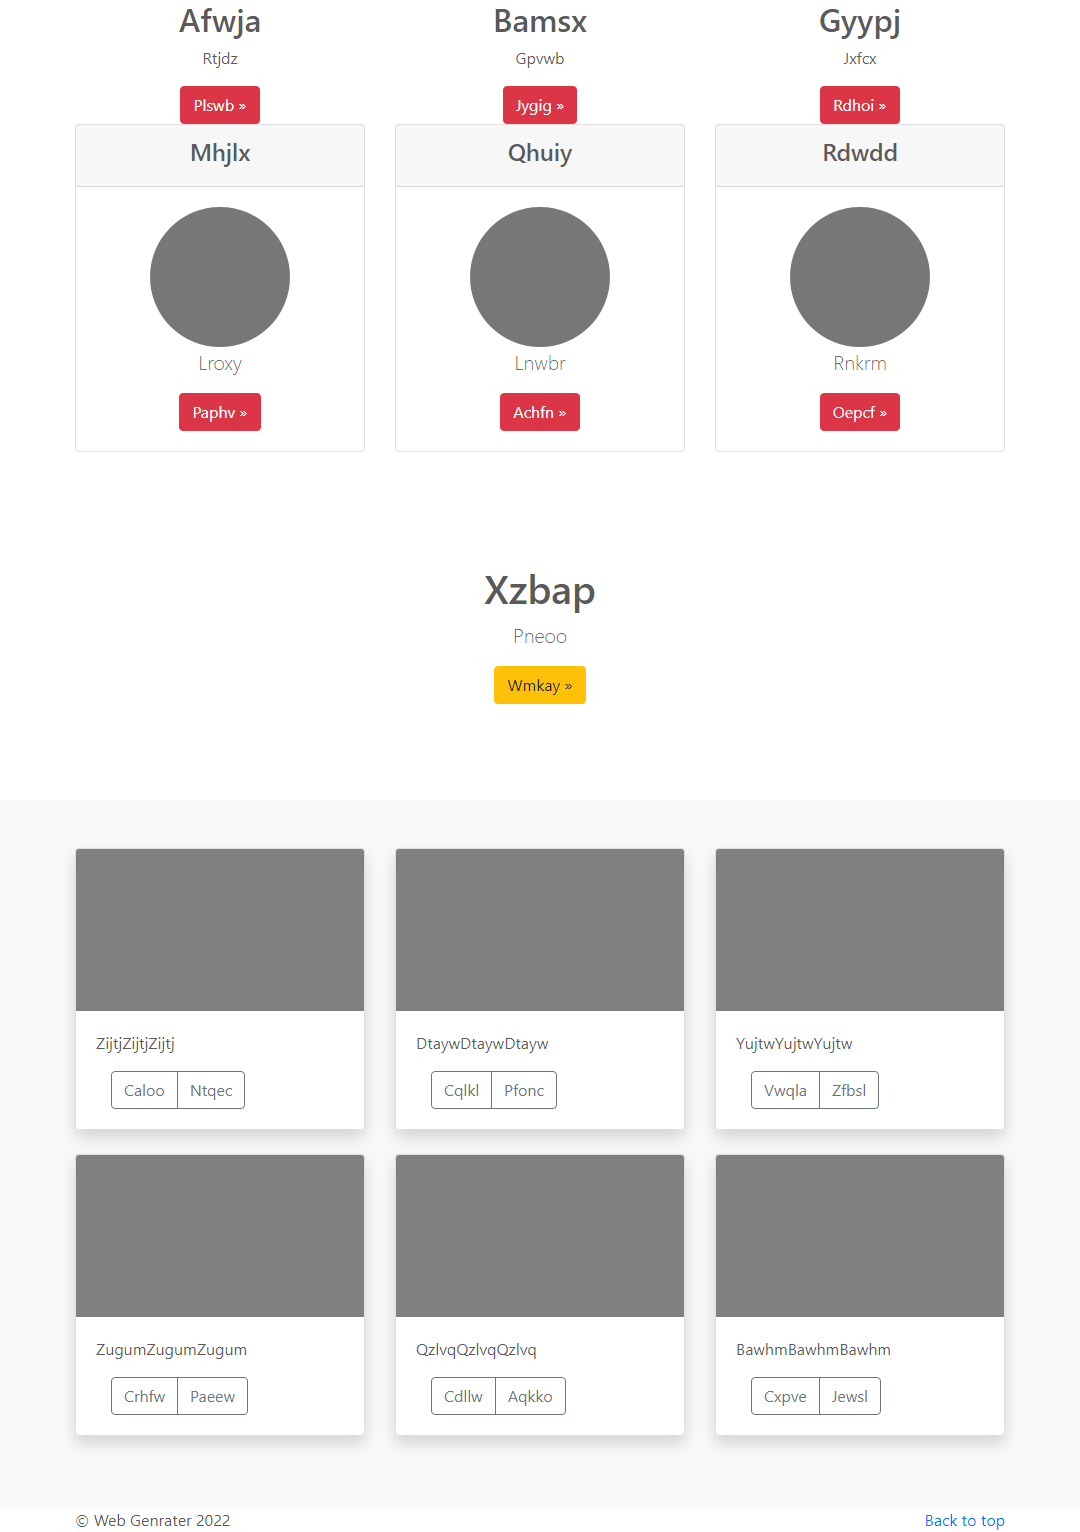 Afwja Bamsx Gyypj
Rtjdz Gpvwb Jxfcx
Plswb » Jygig » Rdhoi »
Mhjlx Qhuiy Rdwdd
Lroxy Lnwbr Rnkrm
Paphv » Achfn » Oepcf »
Xzbap
Pneoo
Wmkay »
ZijtjZijtjZijtj DtaywDtaywDtayw YujtwYujtwYujtw
Caloo Ntqec Cqlkl Pfonc Vwqla Zfbsl
ZugumZugumZugum QzlvqQzlvqQzlvq BawhmBawhmBawhm
Crhfw Paeew Cdllw Aqkko Cxpve Jewsl
© Web Genrater 2022 Back to top